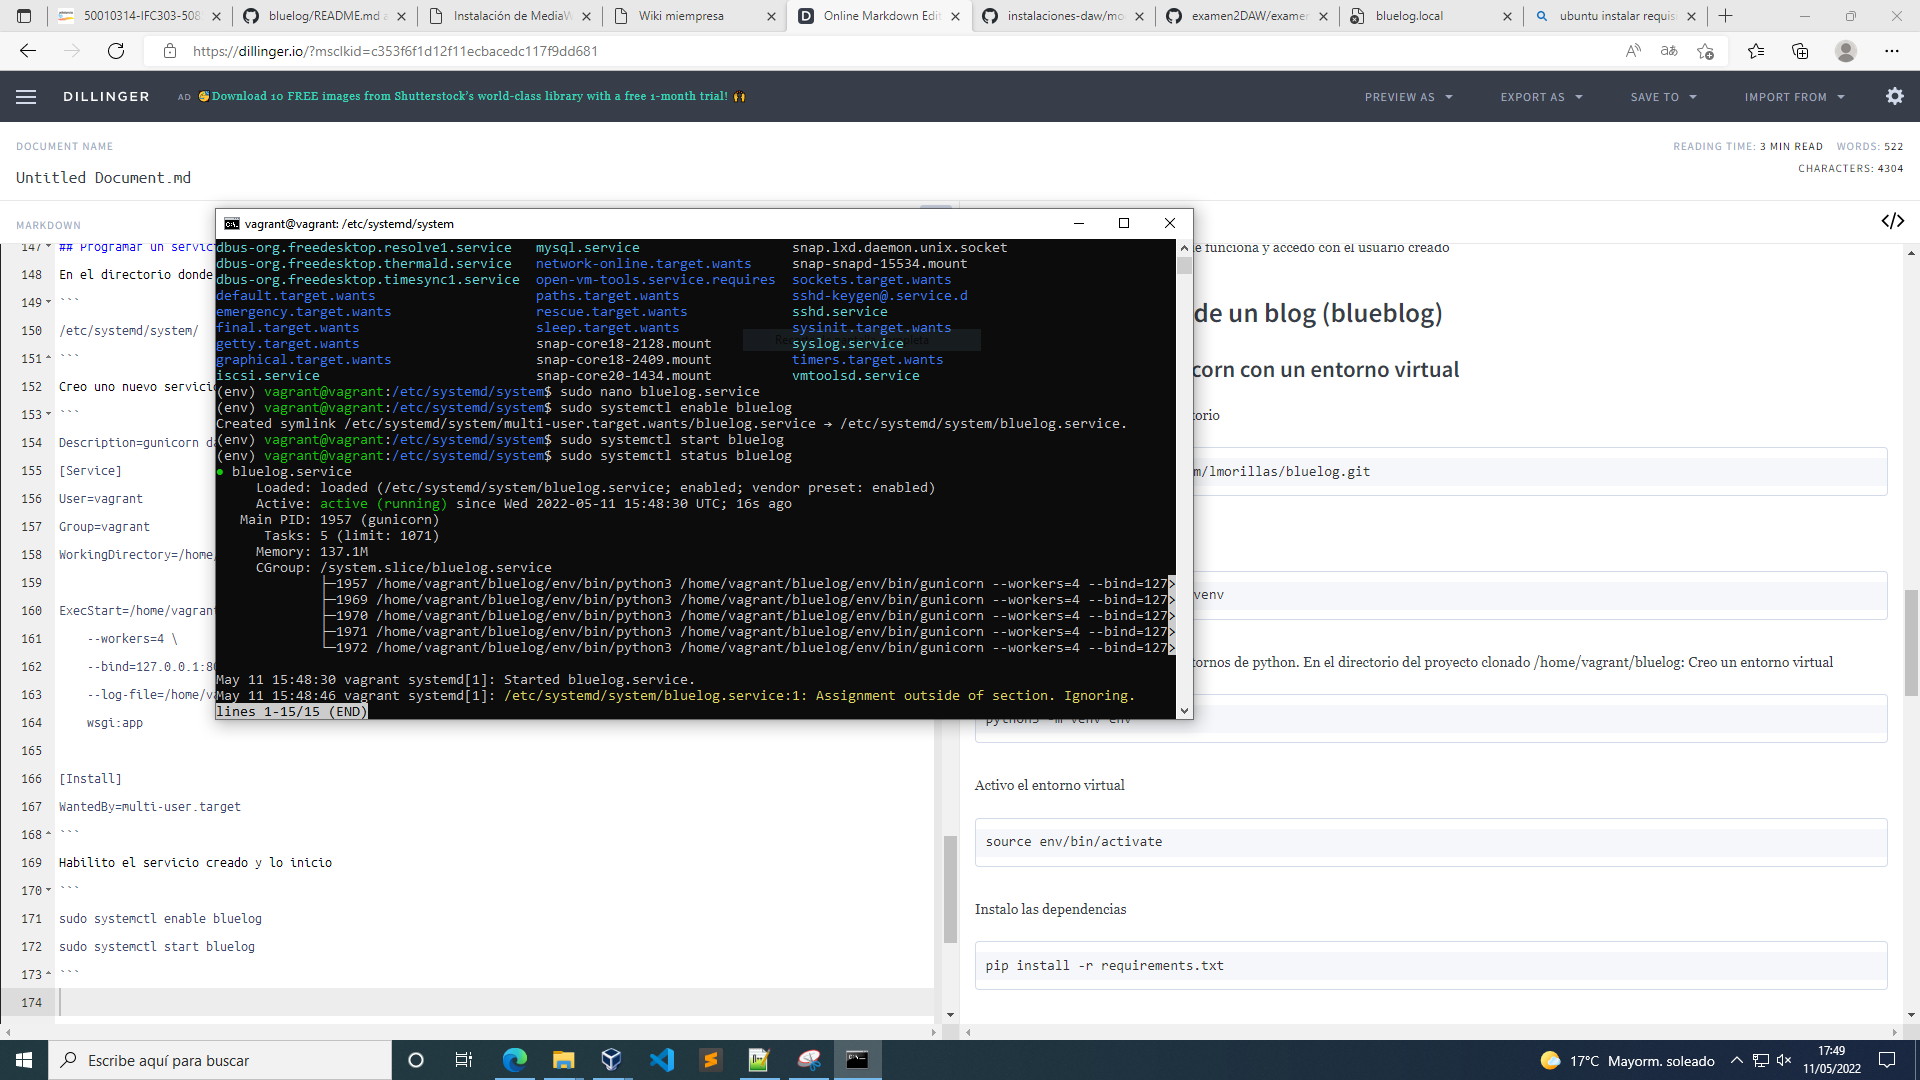 50010314-IFC303-508
bluelog/README.md a
Instalación de MediaW
Wiki miempresa
Online Markdown Edit
instalaciones-daw/mo
examen2DAW/examen
bluelog.local
ubuntu instalar requis
https://dillinger.io/?msclkid=c353f6f1d12f11ecbacedc117f9dd681
DILLINGER
AD
Download 10 FREE images from Shutterstock's world-class library with a free 1-month trial!
PREVIEW AS
EXPORT AS
SAVE TO
IMPORT FROM
DOCUMENT NAME
READING TIME: 3 MIN READ WORDS: 522
CHARACTERS: 4304
Untitled Document.md
MARKDOWN
vagrant@vagrant: /etc/systemd/system
dbus-org.freedesktop.resolve1.service mysql.service snap.lxd.daemon.unix.socket
dbus-org.freedesktop.thermald.service network-online.target.wants snap-snapd-15534.mount
dbus-org.freedesktop.timesync1.service open-vm-tools.service.requires sockets.target.wants
default.target.wants paths.target.wants sshd-keygen@.service.d
emergency.target.wants rescue.target.wants sshd.service
final.target.wants sleep.target.wants sysinit.target.wants
getty.target.wants snap-core18-2128.mount syslog.service
graphical.target.wants snap-core18-2409.mount timers.target.wants
iscsi.service snap-core20-1434.mount vmtoolsd.service
(env) vagrant@vagrant:/etc/systemd/system$ sudo nano bluelog.service
(env) vagrant@vagrant:/etc/systemd/system$ sudo systemctl enable bluelog
Created symlink /etc/systemd/system/multi-user.target.wants/bluelog.service → /etc/systemd/system/bluelog.service.
(env) vagrant@vagrant:/etc/systemd/system$ sudo systemctl start bluelog
(env) vagrant@vagrant:/etc/systemd/system$ sudo systemctl status bluelog
● bluelog.service
Loaded: loaded (/etc/systemd/system/bluelog.service; enabled; vendor preset: enabled)
Active: active (running) since Wed 2022-05-11 15:48:30 UTC; 16s ago
Main PID: 1957 (gunicorn)
Tasks: 5 (limit: 1071)
Memory: 137.1M
CGroup: /system.slice/bluelog.service
├─1957 /home/vagrant/bluelog/env/bin/python3 /home/vagrant/bluelog/env/bin/gunicorn --workers=4 --bind=127>
├─1969 /home/vagrant/bluelog/env/bin/python3 /home/vagrant/bluelog/env/bin/gunicorn --workers=4 --bind=127>
├─1970 /home/vagrant/bluelog/env/bin/python3 /home/vagrant/bluelog/env/bin/gunicorn --workers=4 --bind=127>
├─1971 /home/vagrant/bluelog/env/bin/python3 /home/vagrant/bluelog/env/bin/gunicorn --workers=4 --bind=127>
└─1972 /home/vagrant/bluelog/env/bin/python3 /home/vagrant/bluelog/env/bin/gunicorn --workers=4 --bind=127>
May 11 15:48:30 vagrant systemd[1]: Started bluelog.service.
May 11 15:48:46 vagrant systemd[1]: /etc/systemd/system/bluelog.service:1: Assignment outside of section. Ignoring.
lines 1-15/15 (END)
147 ## Programar un servici
148 En el directorio donde
149 ```
150 /etc/systemd/system/
151 ```
152 Creo uno nuevo servicio
153 ```
154 Description=gunicorn da
155 [Service]
156 User=vagrant
157 Group=vagrant
158 WorkingDirectory=/home/
159
160 ExecStart=/home/vagrant
161 --workers=4 \
162 --bind=127.0.0.1:80
163 --log-file=/home/va
164 wsgi:app
165
166 [Install]
167 WantedBy=multi-user.target
168 ```
169 Habilito el servicio creado y lo inicio
170 ```
171 sudo systemctl enable bluelog
172 sudo systemctl start bluelog
173 ```
174
e funciona y accedo con el usuario creado
de un blog (blueblog)
corn con un entorno virtual
torio
m/lmorillas/bluelog.git
venv
tornos de python. En el directorio del proyecto clonado /home/vagrant/bluelog: Creo un entorno virtual
python3 -m venv env
Activo el entorno virtual
source env/bin/activate
Instalo las dependencias
pip install -r requirements.txt
Escribe aquí para buscar
17°C Mayorm. soleado
17:49
11/05/2022